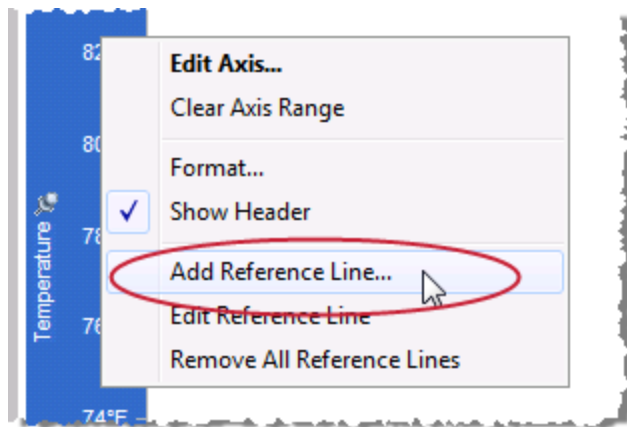 82
Edit Axis...
Clear Axis Range
80
Format...
Show Header
78
Temperature
Add Reference Line...
76
Edit Reference Line
Remove All Reference Lines
74°F